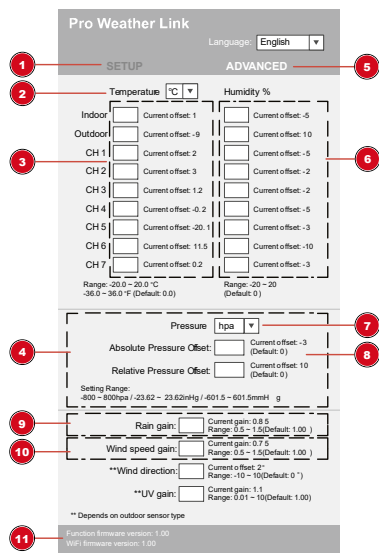 Pro Weather Link
Language: English
1 SETUP ADVANCED 5
2 Temperature °C Humidity %
Indoor Current offset: 1 Current offset: -5
Outdoor Current offset: -9 Current offset: 10
CH 1 Current offset: 2 Current offset: -5
3 CH 2 Current offset: 3 Current offset: -2 6
CH 3 Current offset: 1.2 Current offset: -2
CH 4 Current offset: -0. 2 Current offset: -5
CH 5 Current offset: -20. 1 Current offset: -3
CH 6 Current offset: 11.5 Current offset: -10
CH 7 Current offset: 0.2 Current offset: -3
Range: -20.0 ~ 20.0 °C Range: -20 ~ 20
-36.0 ~ 36.0 °F (Default: 0.0) (Default: 0 )
Pressure hpa 7
4 Absolute Pressure Offset: Current offset: -3 8
(Default: 0 )
Relative Pressure Offset: Current offset: 10
(Default: 0 )
Setting Range:
-800 ~ 800hpa / -23.62 ~ 23.62inHg / -601.5 ~ 601.5mmH g
9 Rain gain: Current gain: 0.8 5
Range: 0.5 ~ 1.5(Default: 1.00 )
10 Wind speed gain: Current gain: 0.7 5
Range: 0.5 ~ 1.5(Default: 1.00 )
**Wind direction: Current offset: 2°
Range: -10 ~ 10(Default: 0 °)
**UV gain: Current gain: 1.1
Range: 0.01 ~ 10(Default: 1.00)
** Depends on outdoor sensor type
11 Function firmware version: 1.00
WiFi firmware version: 1.00